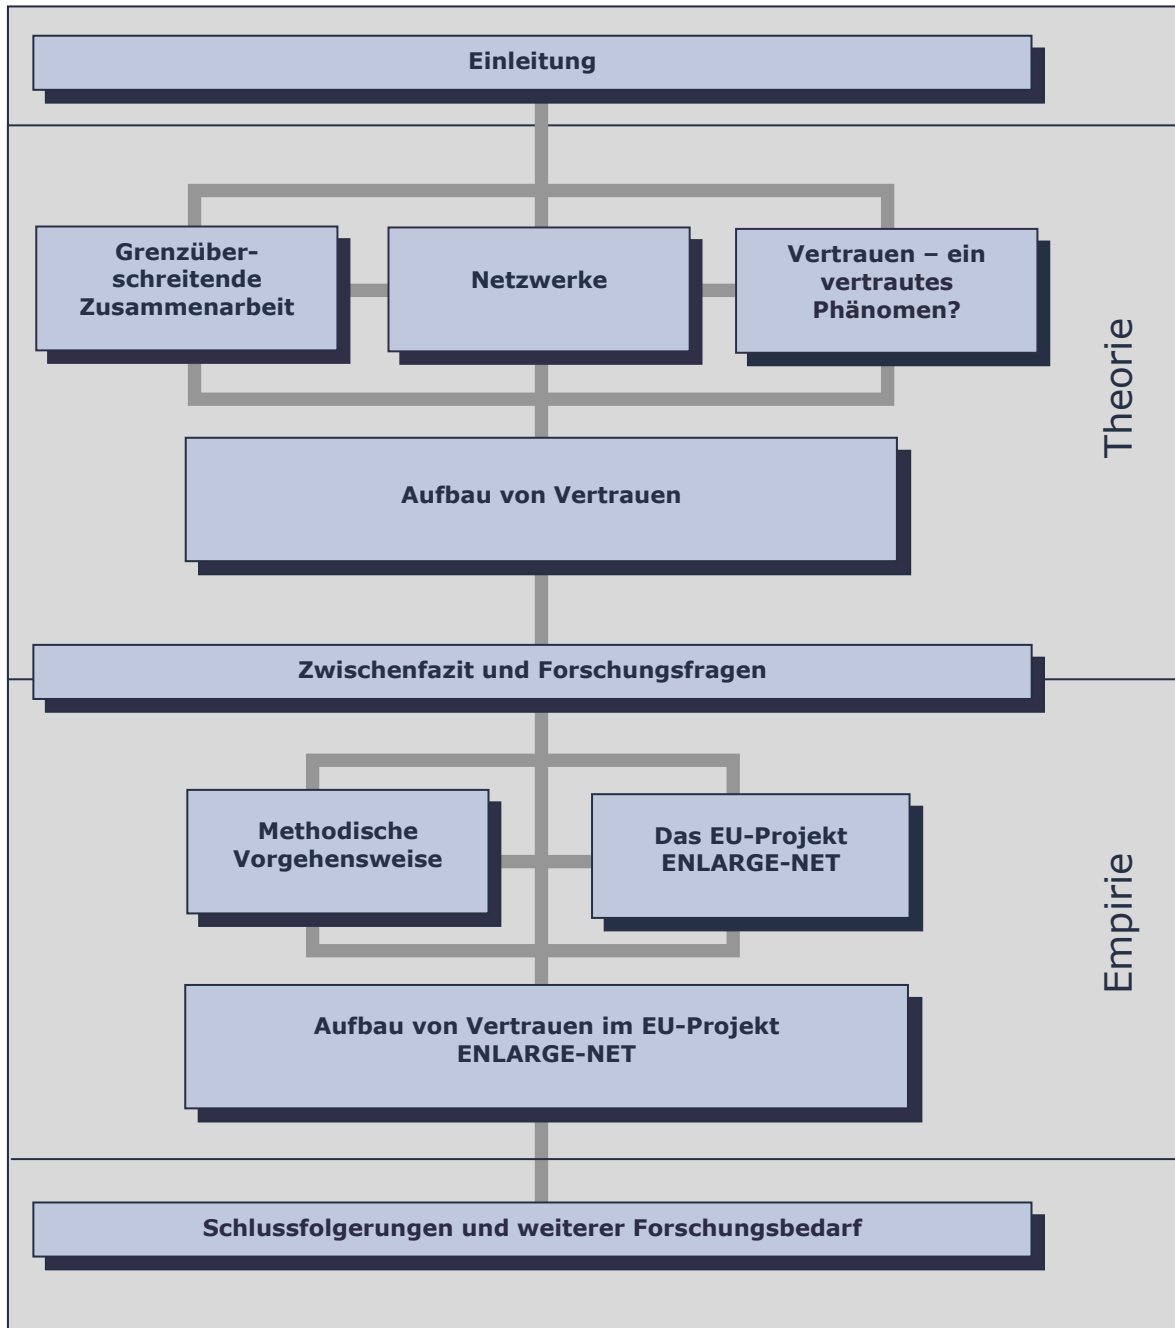 Einleitung
Grenzüber-
schreitende
Zusammenarbeit
Netzwerke
Vertrauen – ein
vertrautes
Phänomen?
Theorie
Aufbau von Vertrauen
Zwischenfazit und Forschungsfragen
Methodische
Vorgehensweise
Das EU-Projekt
ENLARGE-NET
Empirie
Aufbau von Vertrauen im EU-Projekt
ENLARGE-NET
Schlussfolgerungen und weiterer Forschungsbedarf